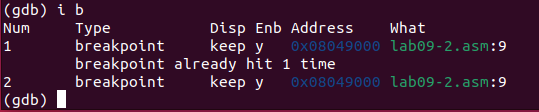 (gdb) i b
Num     Type           Disp Enb Address    What
1       breakpoint     keep y   0x08049000 lab09-2.asm:9
        breakpoint already hit 1 time
2       breakpoint     keep y   0x08049000 lab09-2.asm:9
(gdb)